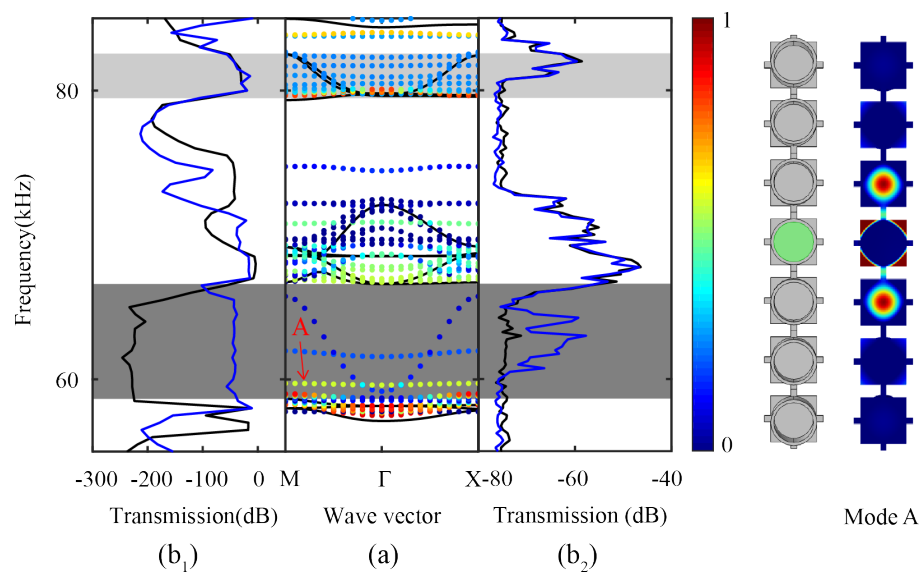 Frequency(kHz)
80
60
A
1
0
-300 -200 -100 0 M Γ X -80 -60 -40
Transmission(dB) Wave vector Transmission (dB) Mode A
(b1) (a) (b2)